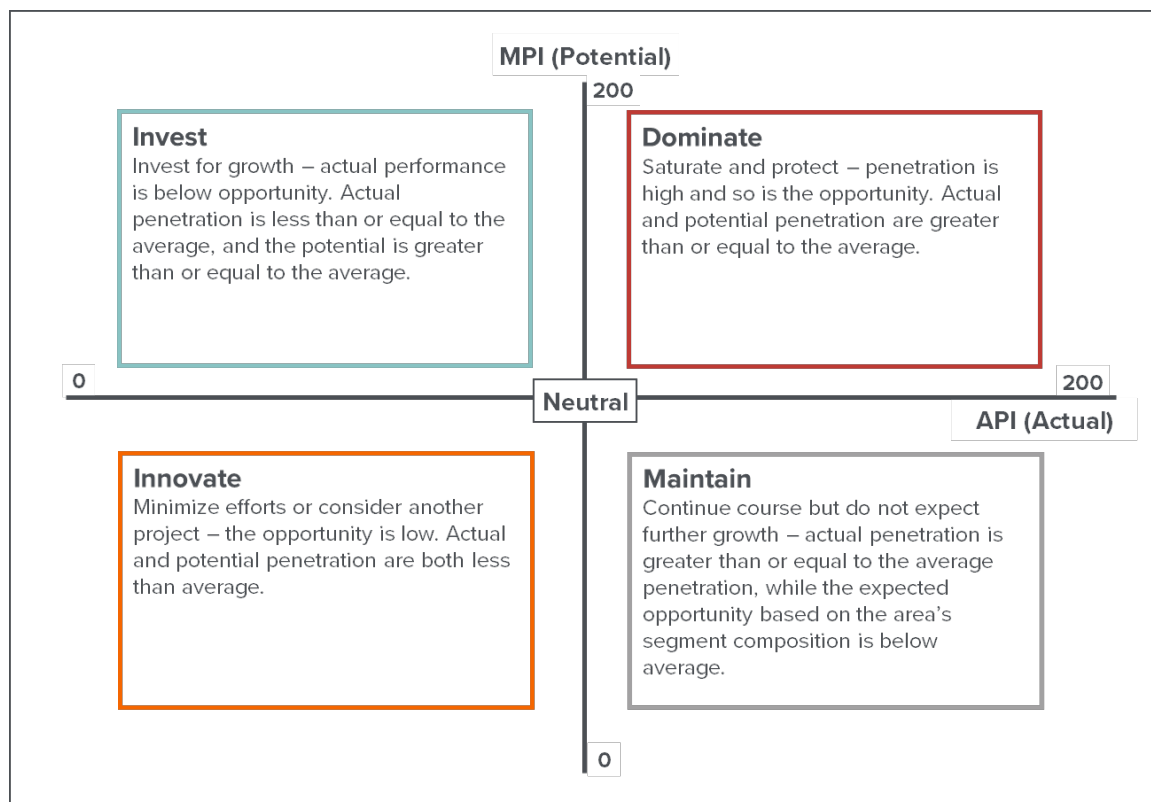 MPI (Potential)
200
Invest
Invest for growth – actual performance
is below opportunity. Actual
penetration is less than or equal to the
average, and the potential is greater
than or equal to the average.
Dominate
Saturate and protect – penetration is
high and so is the opportunity. Actual
and potential penetration are greater
than or equal to the average.
0
Neutral
200
API (Actual)
Innovate
Minimize efforts or consider another
project – the opportunity is low. Actual
and potential penetration are both less
than average.
Maintain
Continue course but do not expect
further growth – actual penetration is
greater than or equal to the average
penetration, while the expected
opportunity based on the area's
segment composition is below
average.
0